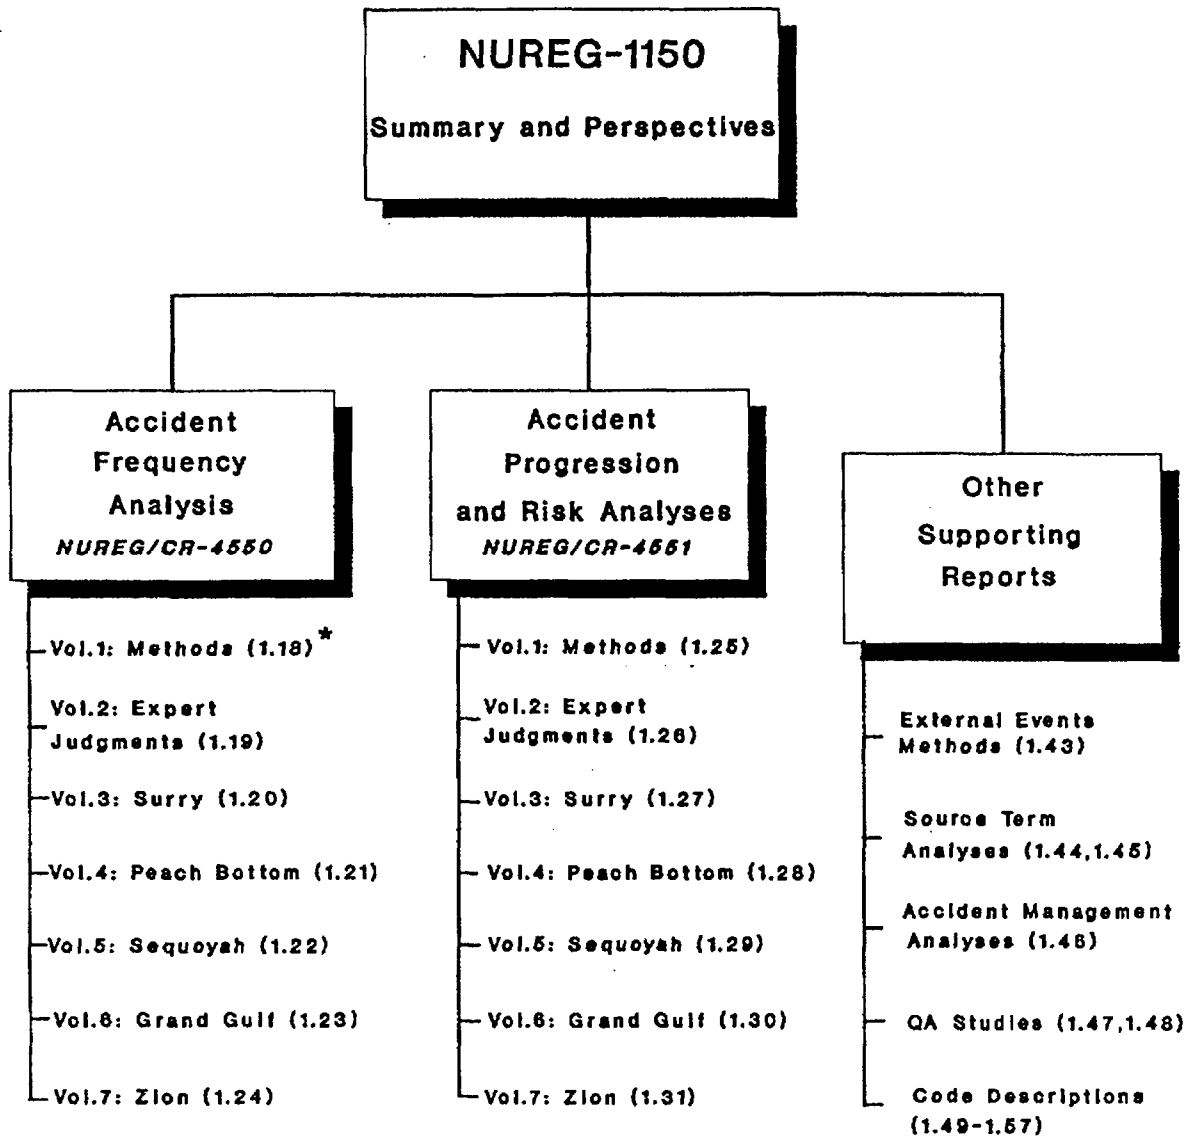 NUREG-1150
Summary and Perspectives
Accident
Frequency
Analysis
NUREG/CR-4550
Vol.1: Methods (1.18)*
Vol.2: Expert
Judgments (1.19)
Vol.3: Surry (1.20)
Vol.4: Peach Bottom (1.21)
Vol.5: Sequoyah (1.22)
Vol.6: Grand Gulf (1.23)
Vol.7: Zion (1.24)
Accident
Progression
and Risk Analyses
NUREG/CR-4551
Vol.1: Methods (1.25)
Vol.2: Expert
Judgments (1.26)
Vol.3: Surry (1.27)
Vol.4: Peach Bottom (1.28)
Vol.5: Sequoyah (1.29)
Vol.6: Grand Gulf (1.30)
Vol.7: Zion (1.31)
Other
Supporting
Reports
External Events
Methods (1.43)
Source Term
Analyses (1.44,1.45)
Accident Management
Analyses (1.46)
QA Studies (1.47,1.48)
Code Descriptions
(1.49-1.57)